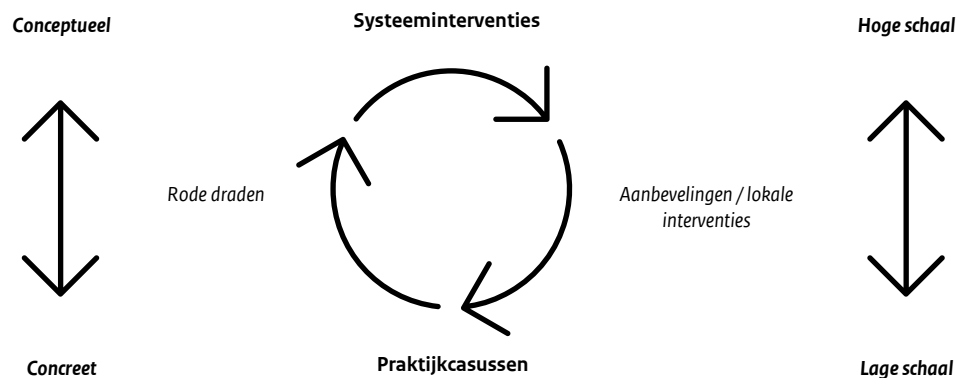 Conceptueel
Systeeminterventies
Hoge schaal
Rode draden
Aanbevelingen / lokale
interventies
Concreet
Praktijkcasussen
Lage schaal